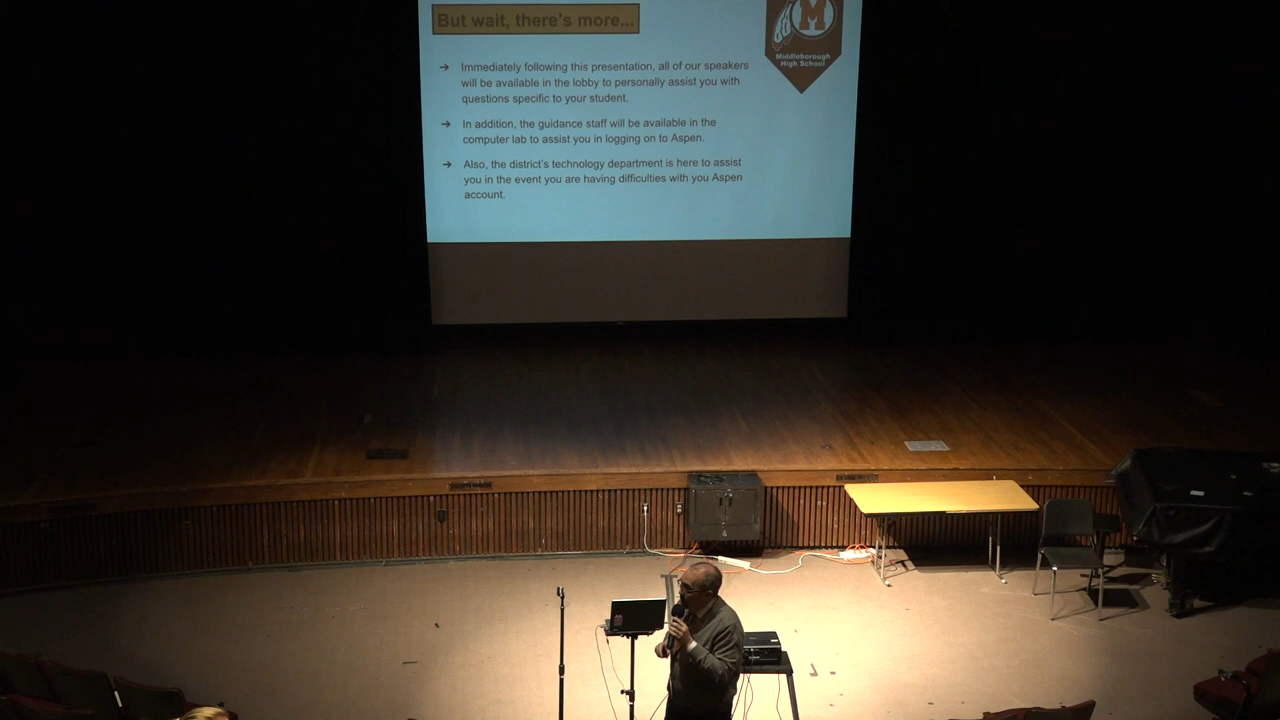 But wait, there's more...
M
Middleborough
High School
➔ Immediately following this presentation, all of our speakers
will be available in the lobby to personally assist you with
questions specific to your student.
➔ In addition, the guidance staff will be available in the
computer lab to assist you in logging on to Aspen.
➔ Also, the district's technology department is here to assist
you in the event you are having difficulties with you Aspen
account.